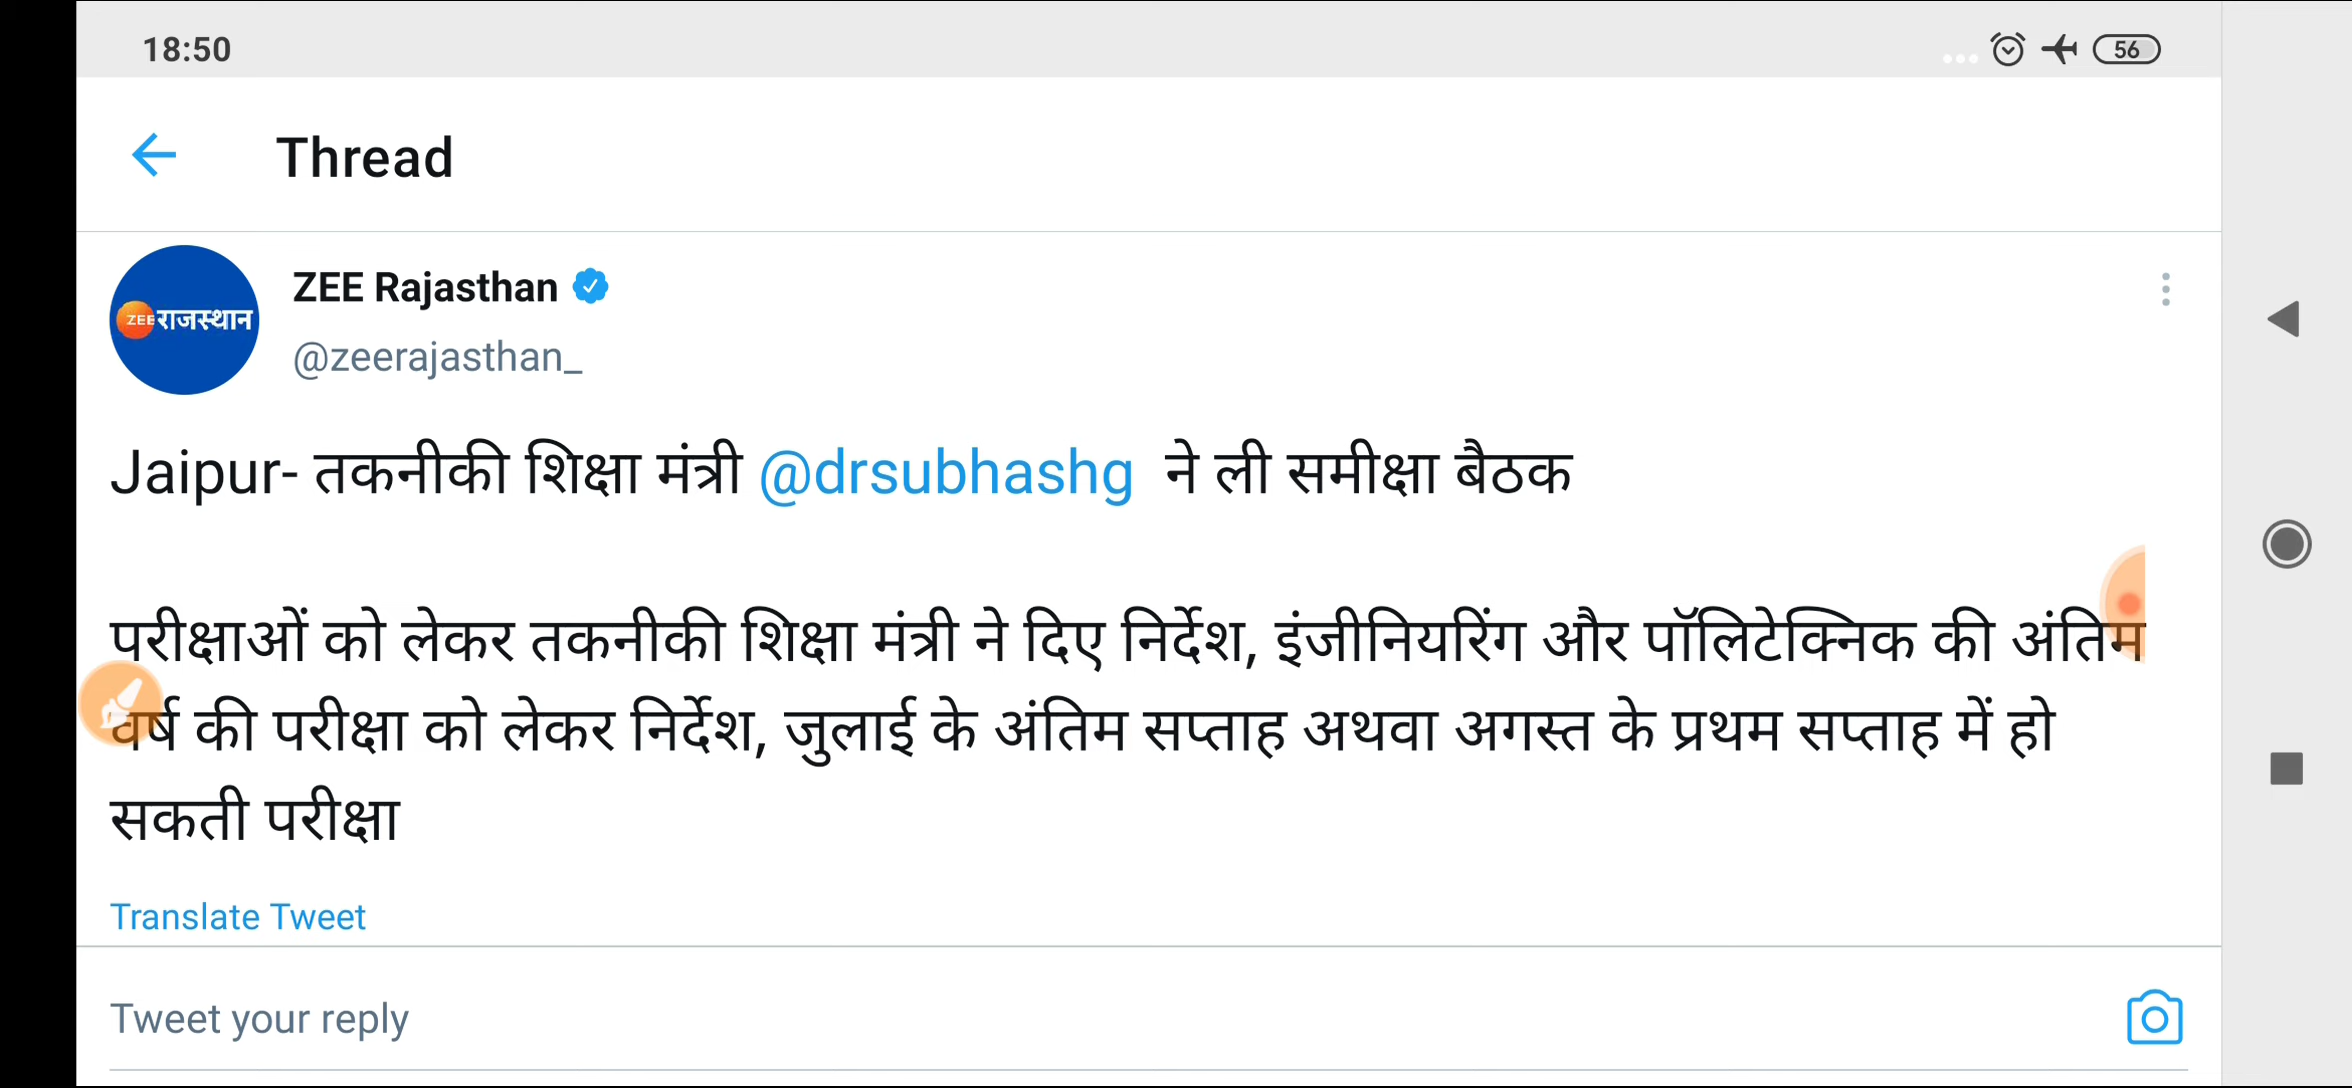 18:50
56
Thread
ZEE Rajasthan
ZEE राजस्थान
@zeerajasthan_
Jaipur- तकनीकी शिक्षा मंत्री @drsubhashg ने ली समीक्षा बैठक
परीक्षाओं को लेकर तकनीकी शिक्षा मंत्री ने दिए निर्देश, इंजीनियरिंग और पॉलिटेक्निक की अंतिम
वर्ष की परीक्षा को लेकर निर्देश, जुलाई के अंतिम सप्ताह अथवा अगस्त के प्रथम सप्ताह में हो
सकती परीक्षा
Translate Tweet
Tweet your reply